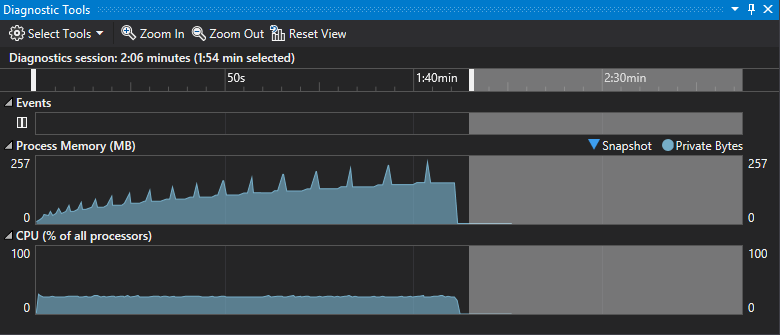 Diagnostic Tools
Select Tools Zoom In Zoom Out Reset View
Diagnostics session: 2:06 minutes (1:54 min selected)
50s 1:40min 2:30min
Events
Process Memory (MB) Snapshot Private Bytes
257 257
0 0
CPU (% of all processors)
100 100
0 0